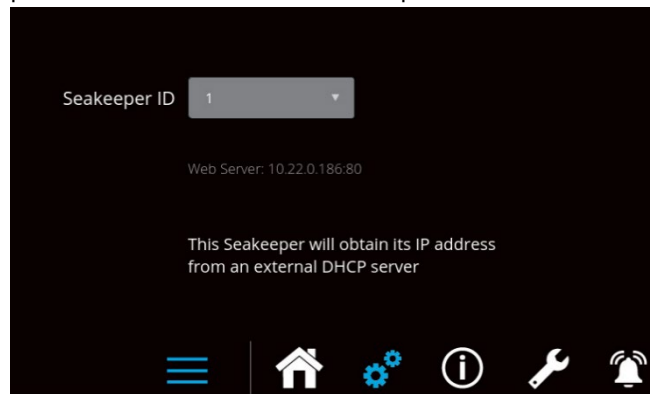 Seakeeper ID 1
Web Server: 10.22.0.186:80
This Seakeeper will obtain its IP address
from an external DHCP server